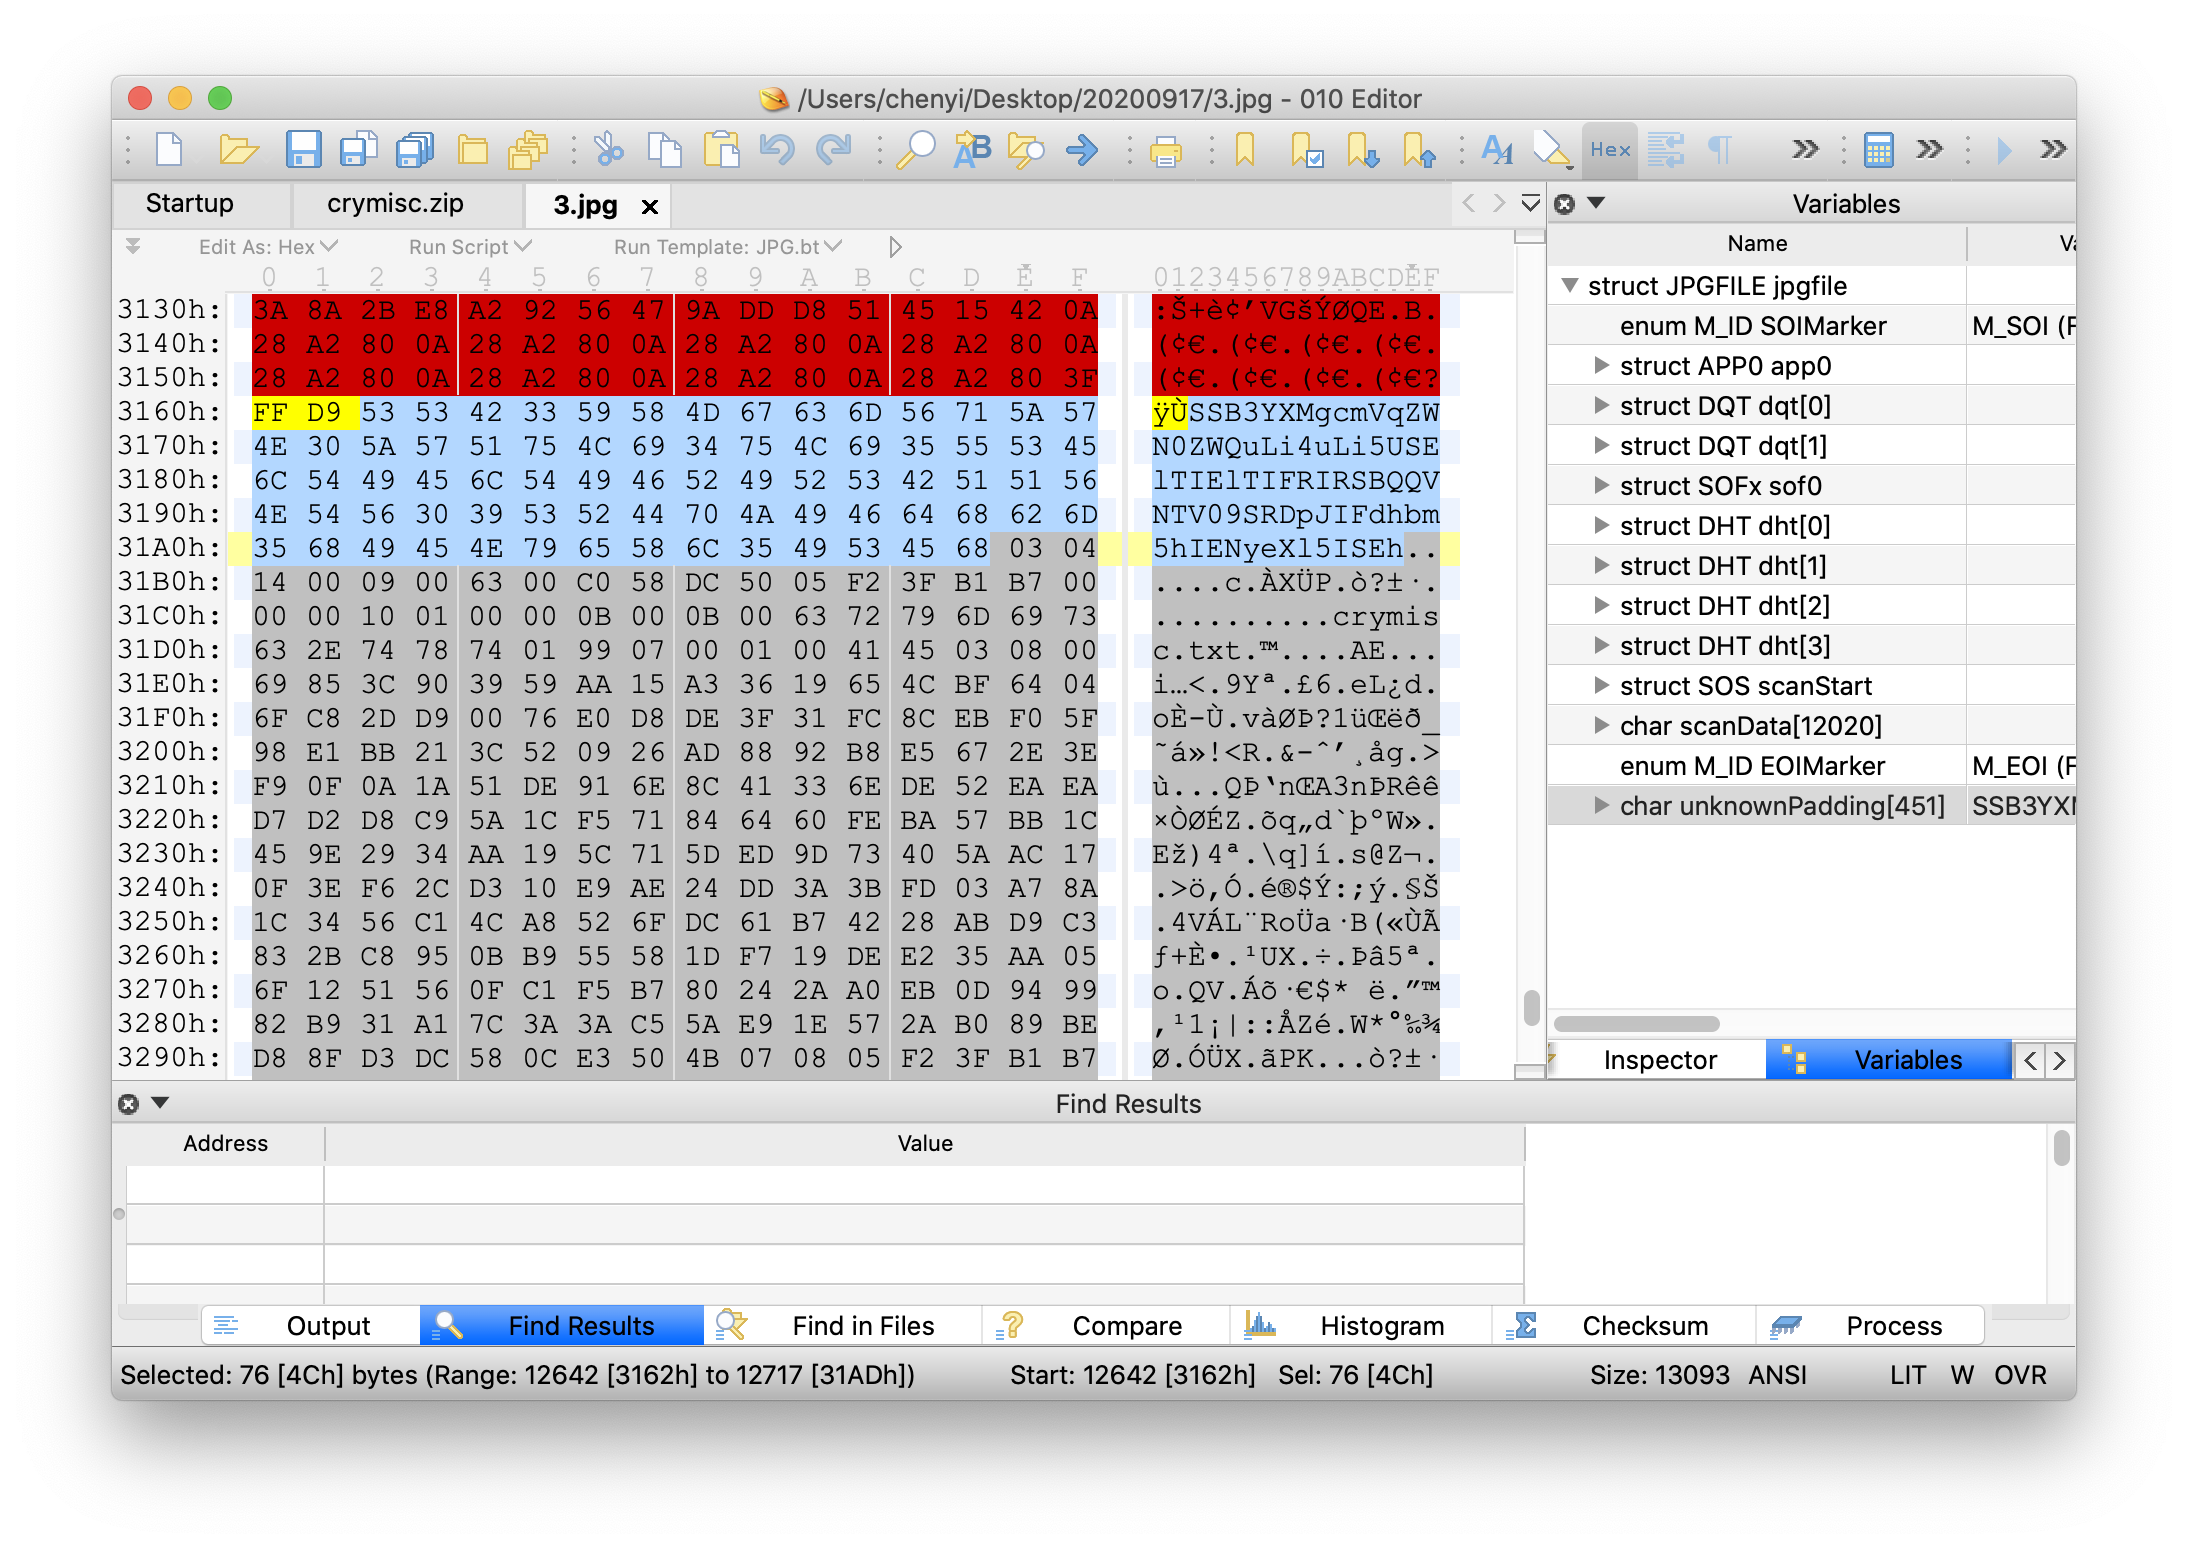 /Users/chenyi/Desktop/20200917/3.jpg - 010 Editor
Hex
Startup
crymisc.zip
3.jpg
Edit As: Hex
Run Script
Run Template: JPG.bt
0 1 2 3 4 5 6 7 8 9 A B C D E F 0123456789ABCDEF
3130h: 3A 8A 2B E8 A2 92 56 47 9A DD D8 51 45 15 42 0A :Š+è¢’VGšÝØQE.B.
3140h: 28 A2 80 0A 28 A2 80 0A 28 A2 80 0A 28 A2 80 0A (¢€.(¢€.(¢€.(¢€.
3150h: 28 A2 80 0A 28 A2 80 0A 28 A2 80 0A 28 A2 80 3F (¢€.(¢€.(¢€.(¢€?
3160h: FF D9 53 53 42 33 59 58 4D 67 63 6D 56 71 5A 57 ÿÙSSB3YXMgcmVqZW
3170h: 4E 30 5A 57 51 75 4C 69 34 75 4C 69 35 55 53 45 N0ZWQuLi4uLi5USE
3180h: 6C 54 49 45 6C 54 49 46 52 49 52 53 42 51 51 56 lTIElTIFRIRSBQQV
3190h: 4E 54 56 30 39 53 52 44 70 4A 49 46 64 68 62 6D NTV09SRDpJIFdhbm
31A0h: 35 68 49 45 4E 79 65 58 6C 35 49 53 45 68 03 04 5hIENyeXl5ISEh..
31B0h: 14 00 09 00 63 00 C0 58 DC 50 05 F2 3F B1 B7 00 ....c.ÀXÜP.ò?±·.
31C0h: 00 00 10 01 00 00 0B 00 0B 00 63 72 79 6D 69 73 ..........crymis
31D0h: 63 2E 74 78 74 01 99 07 00 01 00 41 45 03 08 00 c.txt.™....AE...
31E0h: 69 85 3C 90 39 59 AA 15 A3 36 19 65 4C BF 64 04 i…<.9Yª.£6.eL¿d.
31F0h: 6F C8 2D D9 00 76 E0 D8 DE 3F 31 FC 8C EB F0 5F oÈ-Ù.vàØÞ?1üŒëð_
3200h: 98 E1 BB 21 3C 52 09 26 AD 88 92 B8 E5 67 2E 3E ˜á»!<R.&-ˆ’¸åg.>
3210h: F9 0F 0A 1A 51 DE 91 6E 8C 41 33 6E DE 52 EA EA ù...QÞ‘nŒA3nÞRêê
3220h: D7 D2 D8 C9 5A 1C F5 71 84 64 60 FE BA 57 BB 1C ×ÒØÉZ.õq„d`þºW».
3230h: 45 9E 29 34 AA 19 5C 71 5D ED 9D 73 40 5A AC 17 Ež)4ª.\q]í.s@Z¬.
3240h: 0F 3E F6 2C D3 10 E9 AE 24 DD 3A 3B FD 03 A7 8A .>ö,Ó.é®$Ý:;ý.§Š
3250h: 1C 34 56 C1 4C A8 52 6F DC 61 B7 42 28 AB D9 C3 .4VÁL¨RoÜa·B(«ÙÃ
3260h: 83 2B C8 95 0B B9 55 58 1D F7 19 DE E2 35 AA 05 ƒ+È•.¹UX.÷.Þâ5ª.
3270h: 6F 12 51 56 0F C1 F5 B7 80 24 2A A0 EB 0D 94 99 o.QV.Áõ·€$* ë.”™
3280h: 82 B9 31 A1 7C 3A 3A C5 5A E9 1E 57 2A B0 89 BE ‚¹1¡|::ÅZé.W*°‰¾
3290h: D8 8F D3 DC 58 0C E3 50 4B 07 08 05 F2 3F B1 B7 Ø.ÓÜX.ãPK...ò?±·
Variables
Name Va
struct JPGFILE jpgfile
enum M_ID SOIMarker M_SOI (F
struct APP0 app0
struct DQT dqt[0]
struct DQT dqt[1]
struct SOFx sof0
struct DHT dht[0]
struct DHT dht[1]
struct DHT dht[2]
struct DHT dht[3]
struct SOS scanStart
char scanData[12020]
enum M_ID EOIMarker M_EOI (F
char unknownPadding[451] SSB3YXM
Inspector
Variables
Find Results
Address Value
Output
Find Results
Find in Files
Compare
Histogram
Checksum
Process
Selected: 76 [4Ch] bytes (Range: 12642 [3162h] to 12717 [31ADh]) Start: 12642 [3162h] Sel: 76 [4Ch] Size: 13093 ANSI LIT W OVR